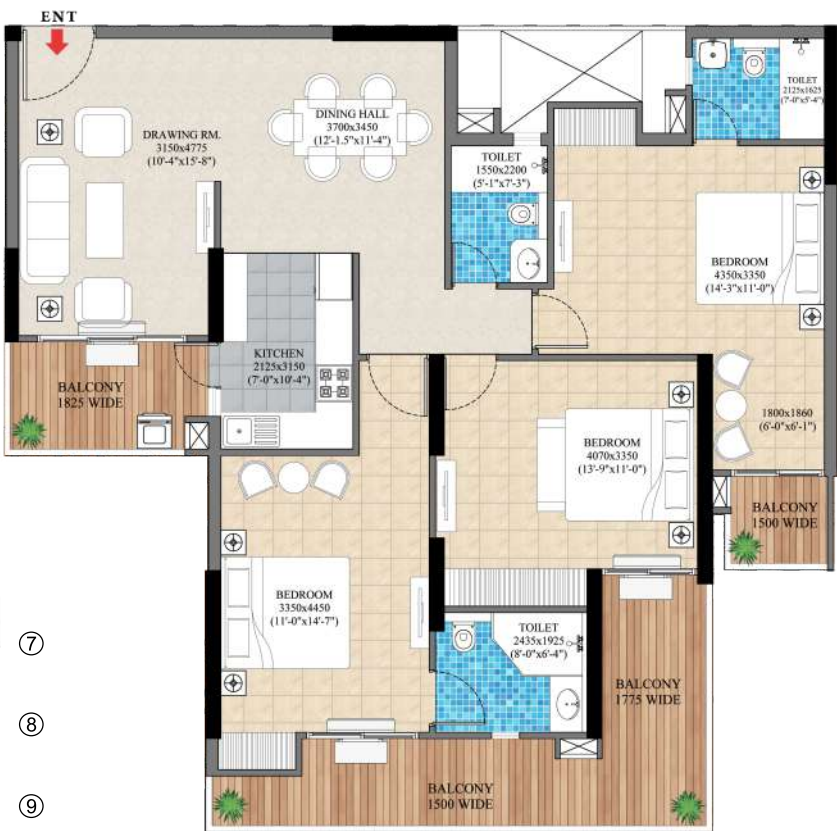 ENT
DRAWING RM.
3150x4775
(10'-4"x15'-8")
DINING HALL
3700x3450
(12'-1.5"x11'-4")
TOILET
2125x1625
(7'-0"x5'-4")
TOILET
1550x2200
(5'-1"x7'-3")
BEDROOM
4350x3350
(14'-3"x11'-0")
KITCHEN
2125x3150
(7'-0"x10'-4")
BALCONY
1825 WIDE
1800x1860
(6'-0"x6'-1")
BEDROOM
4070x3350
(13'-9"x11'-0")
BALCONY
1500 WIDE
BEDROOM
3350x4450
(11'-0"x14'-7")
TOILET
2435x1925
(8'-0"x6'-4")
BALCONY
1775 WIDE
BALCONY
1500 WIDE
⑦
⑧
⑨